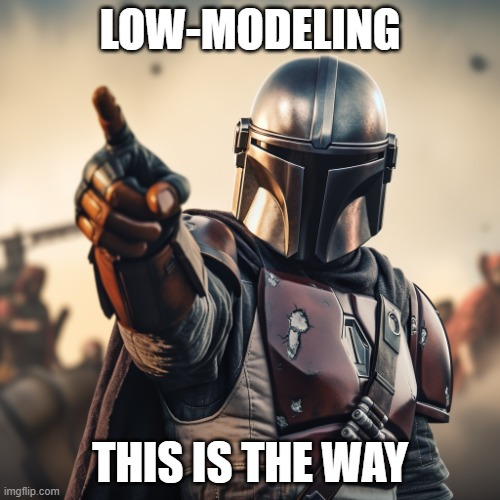 LOW-MODELING
THIS IS THE WAY
imgflip.com